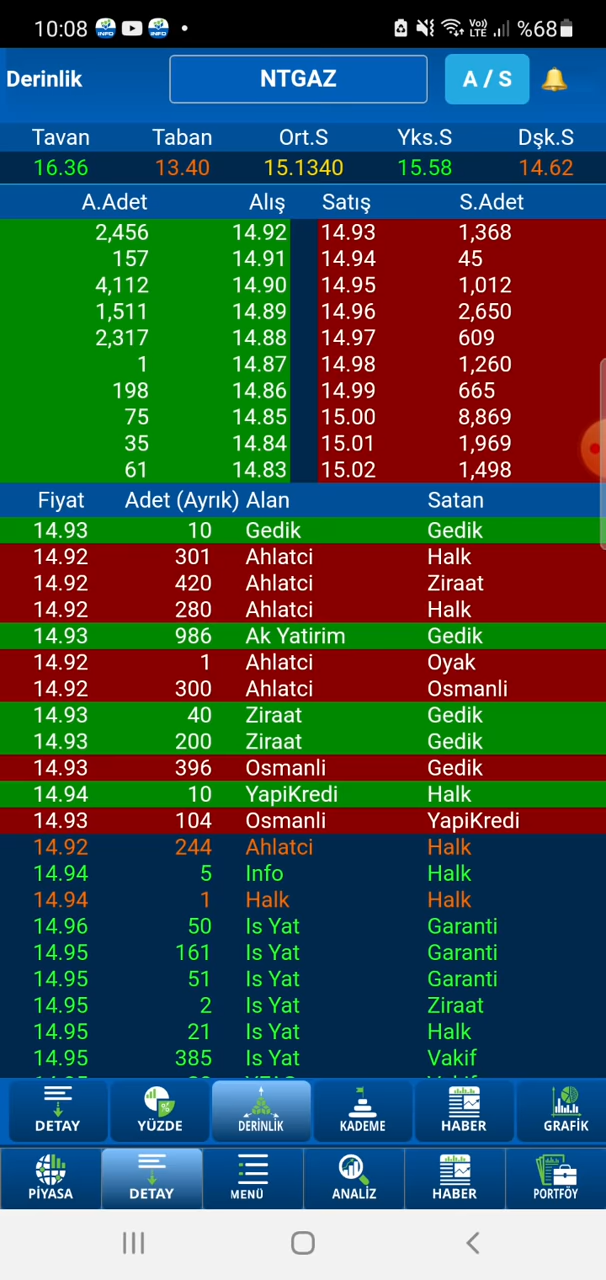 10:08 INFO INFO • Vo)) LTE %68
Derinlik NTGAZ A / S
Tavan Taban Ort.S Yks.S Dşk.S
16.36 13.40 15.1340 15.58 14.62
A.Adet Alış Satış S.Adet
2,456 14.92 14.93 1,368
157 14.91 14.94 45
4,112 14.90 14.95 1,012
1,511 14.89 14.96 2,650
2,317 14.88 14.97 609
1 14.87 14.98 1,260
198 14.86 14.99 665
75 14.85 15.00 8,869
35 14.84 15.01 1,969
61 14.83 15.02 1,498
Fiyat Adet (Ayrık) Alan Satan
14.93 10 Gedik Gedik
14.92 301 Ahlatci Halk
14.92 420 Ahlatci Ziraat
14.92 280 Ahlatci Halk
14.93 986 Ak Yatirim Gedik
14.92 1 Ahlatci Oyak
14.92 300 Ahlatci Osmanli
14.93 40 Ziraat Gedik
14.93 200 Ziraat Gedik
14.93 396 Osmanli Gedik
14.94 10 YapiKredi Halk
14.93 104 Osmanli YapiKredi
14.92 244 Ahlatci Halk
14.94 5 Info Halk
14.94 1 Halk Halk
14.96 50 Is Yat Garanti
14.95 161 Is Yat Garanti
14.95 51 Is Yat Garanti
14.95 2 Is Yat Ziraat
14.95 21 Is Yat Halk
14.95 385 Is Yat Vakif
DETAY YÜZDE DERİNLİK KADEME HABER GRAFİK
PİYASA DETAY MENÜ ANALİZ HABER PORTFÖY